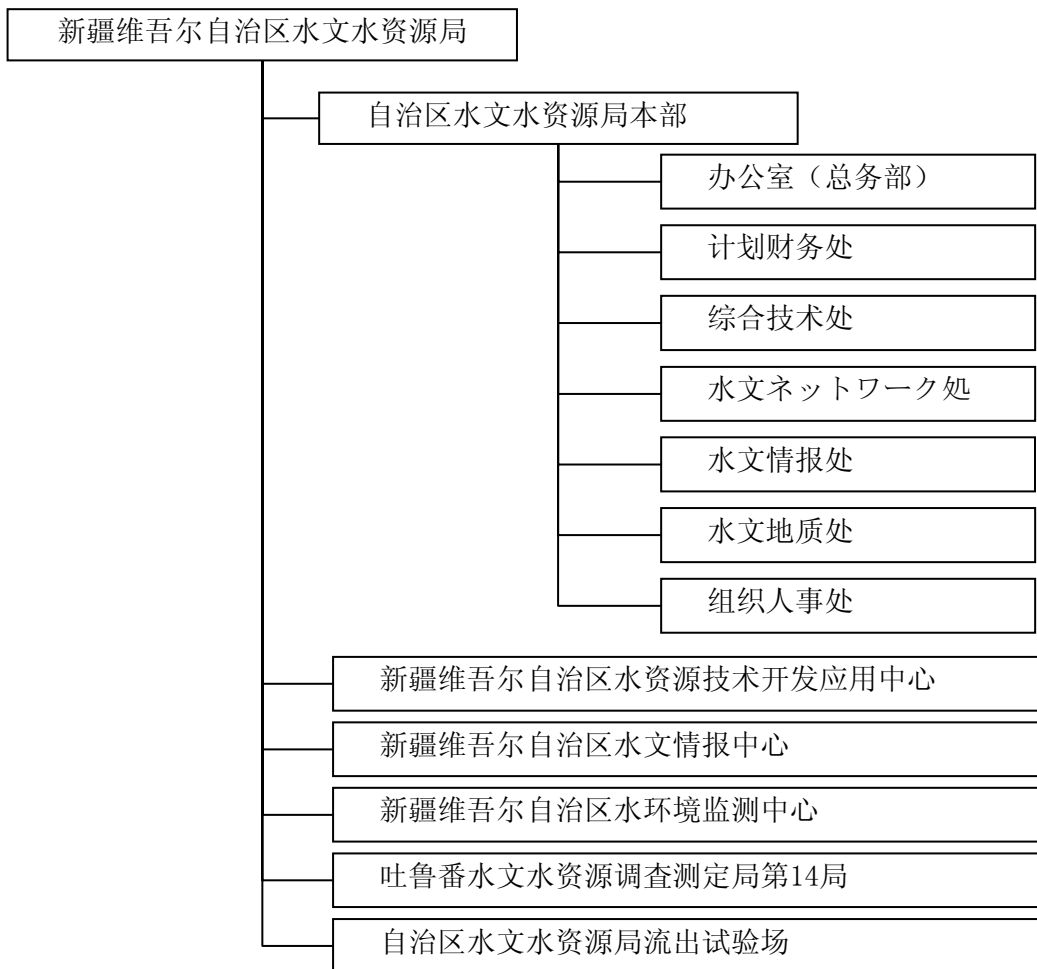 新疆维吾尔自治区水文水资源局
自治区水文水资源局本部
办公室（总务部）
计划财务处
综合技术处
水文ネットワーク処
水文情报处
水文地质处
组织人事处
新疆维吾尔自治区水资源技术开发应用中心
新疆维吾尔自治区水文情报中心
新疆维吾尔自治区水环境监测中心
吐鲁番水文水资源调查测定局第14局
自治区水文水资源局流出试验场